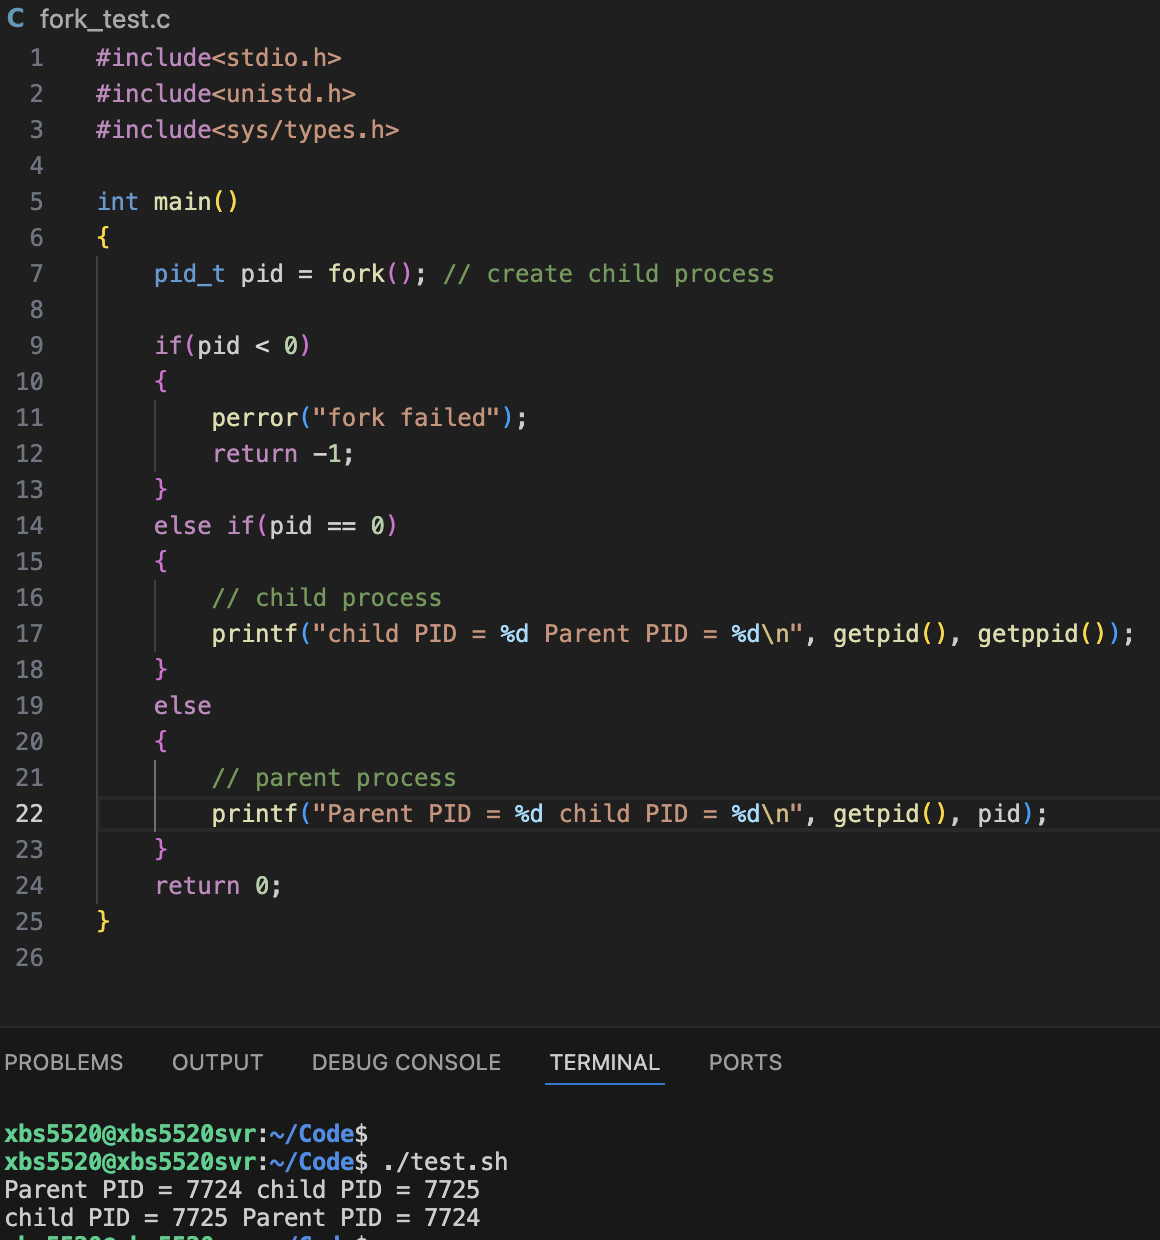 C fork_test.c
1 #include<stdio.h>
2 #include<unistd.h>
3 #include<sys/types.h>
4
5 int main()
6 {
7     pid_t pid = fork(); // create child process
8
9     if(pid < 0)
10     {
11         perror("fork failed");
12         return -1;
13     }
14     else if(pid == 0)
15     {
16         // child process
17         printf("child PID = %d Parent PID = %d\n", getpid(), getppid());
18     }
19     else
20     {
21         // parent process
22         printf("Parent PID = %d child PID = %d\n", getpid(), pid);
23     }
24     return 0;
25 }
26
PROBLEMS OUTPUT DEBUG CONSOLE TERMINAL PORTS
xbs5520@xbs5520svr:~/Code$
xbs5520@xbs5520svr:~/Code$ ./test.sh
Parent PID = 7724 child PID = 7725
child PID = 7725 Parent PID = 7724